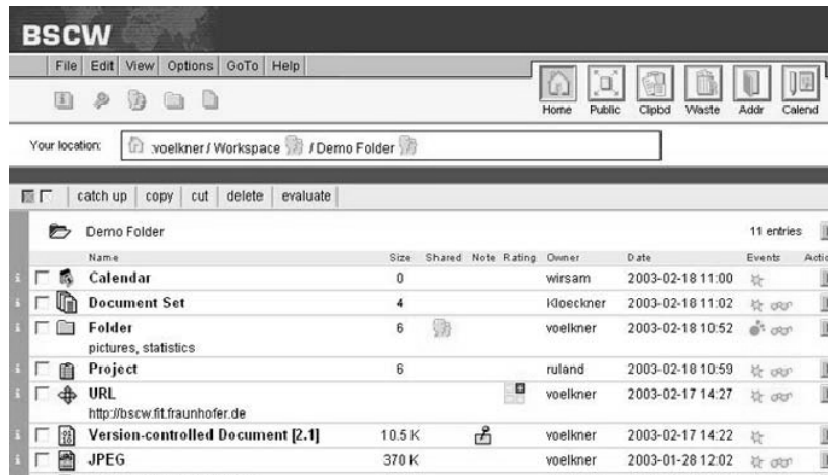 BSCW
File Edit View Options GoTo Help
Home Public Clipbd Waste Addr Calend
Your location: :voelkner / Workspace / Demo Folder
catch up copy cut delete evaluate
Demo Folder 11 entries
Name Size Shared Note Rating Owner Date Events Actio
Calendar 0 wirsam 2003-02-18 11:00
Document Set 4 Kloeckner 2003-02-18 11:02
Folder 6 voelkner 2003-02-18 10:52
pictures, statistics
Project 6 ruland 2003-02-18 10:59
URL voelkner 2003-02-17 14:27
http://bscw.fit.fraunhofer.de
Version-controlled Document [2.1] 10.5 K voelkner 2003-02-17 14:22
JPEG 370 K voelkner 2003-01-28 12:02